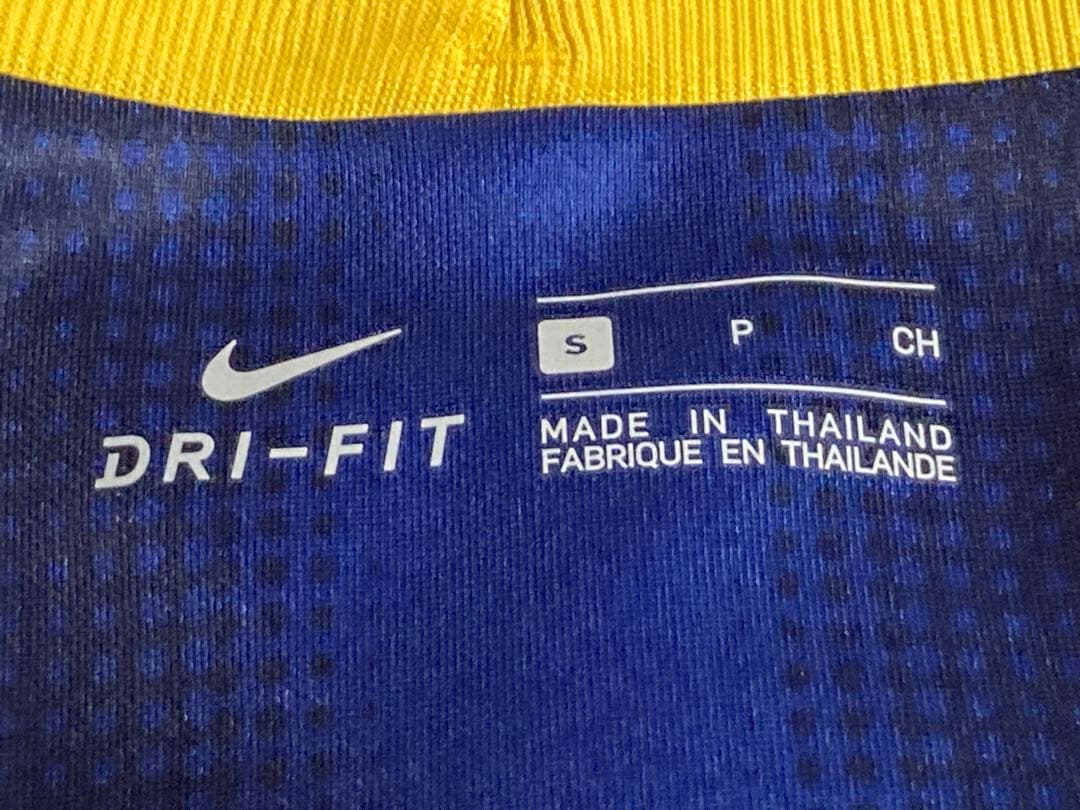 DRI-FIT
S P CH
MADE IN THAILAND
FABRIQUE EN THAILANDE